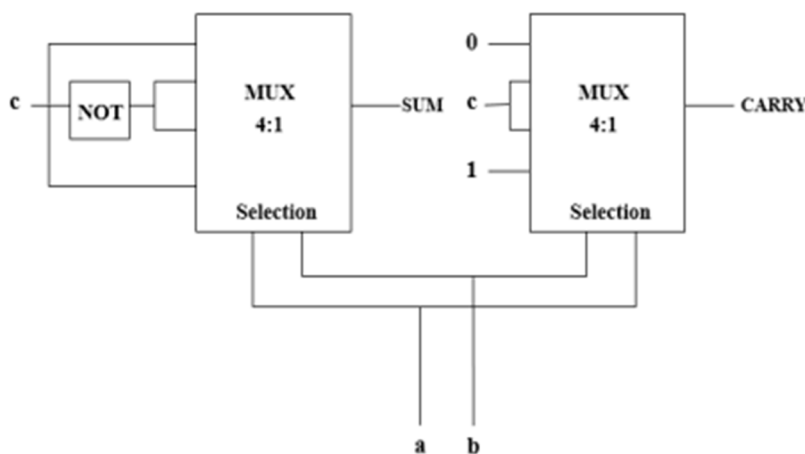 c
NOT
MUX
4:1
Selection
SUM
0
c
1
MUX
4:1
Selection
CARRY
a b